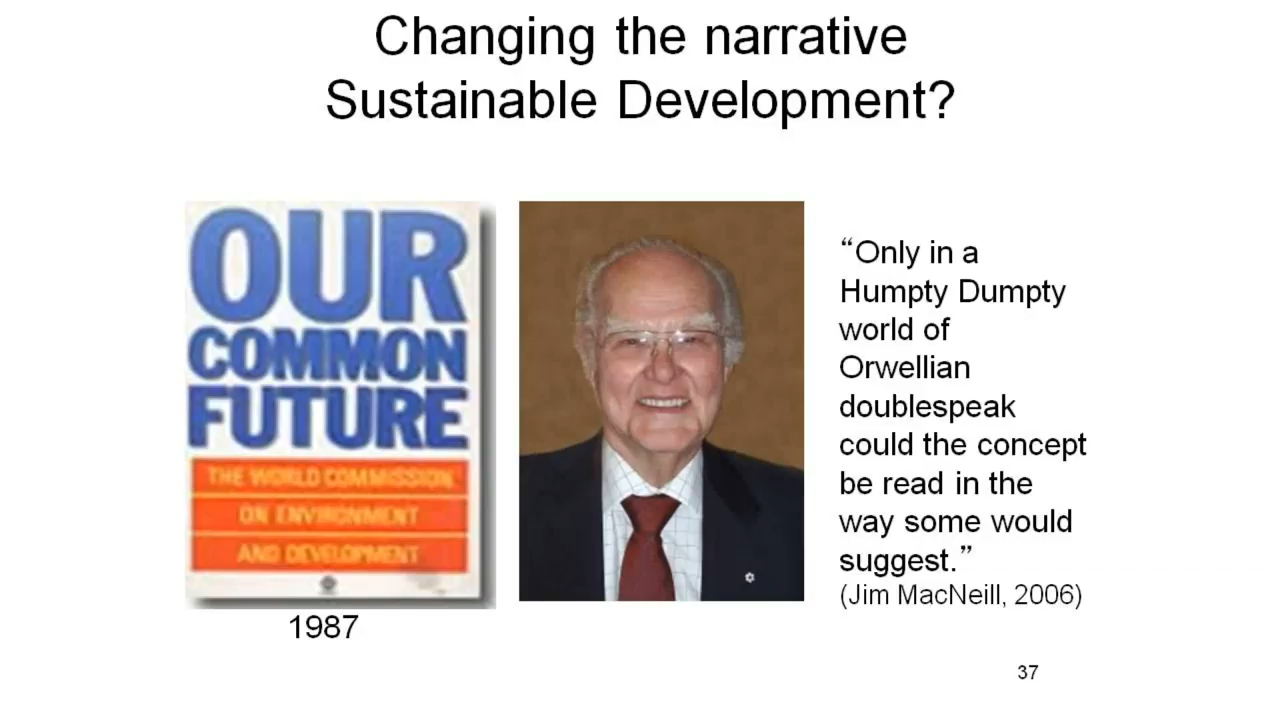 Changing the narrative
Sustainable Development?
OUR
COMMON
FUTURE
THE WORLD COMMISSION
ON ENVIRONMENT
AND DEVELOPMENT
1987
“Only in a
Humpty Dumpty
world of
Orwellian
doublespeak
could the concept
be read in the
way some would
suggest.”
(Jim MacNeill, 2006)
37